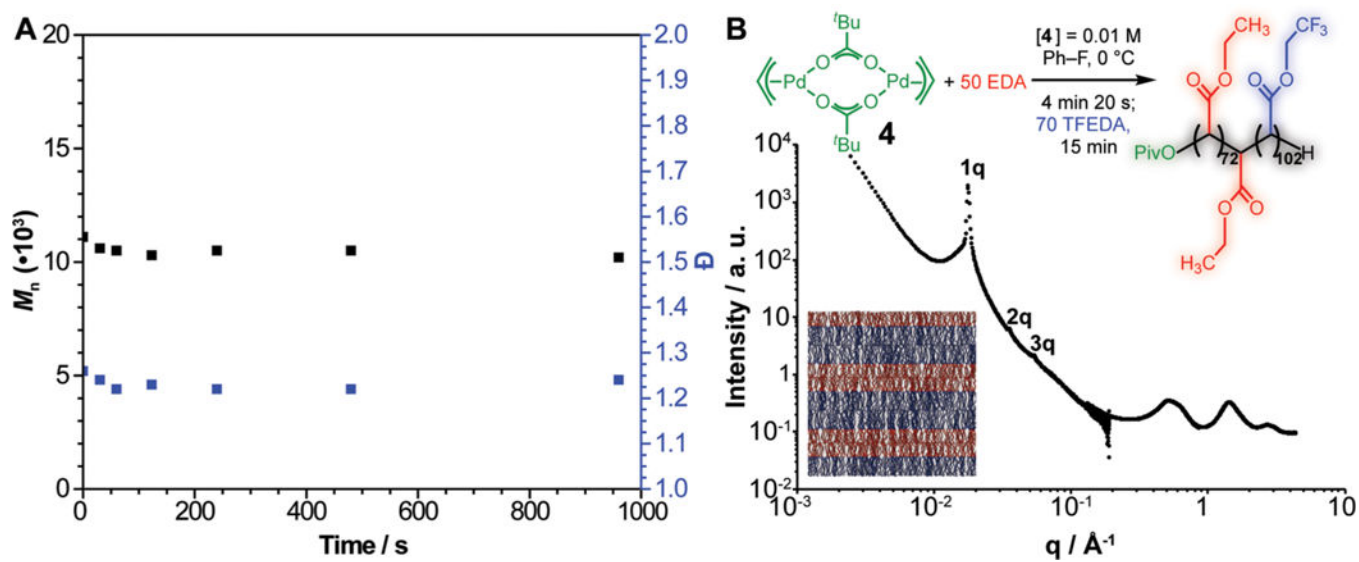 A
20
15
10
5
0
Mn (•10³)
0 200 400 600 800 1000
Time / s
2.0
1.9
1.8
1.7
1.6
1.5
1.4
1.3
1.2
1.1
1.0
Đ
B
tBu
O O
Pd Pd
O O
tBu
4
+ 50 EDA
[4] = 0.01 M
Ph–F, 0 °C
4 min 20 s;
70 TFEDA,
15 min
CH3
CF3
O O
O O
PivO ( )72 ( )102 H
O
O
H3C
10⁴
10³
10²
10
1
10⁻¹
10⁻²
Intensity / a. u.
1q
2q
3q
10⁻³ 10⁻² 10⁻¹ 1 10
q / Å⁻¹